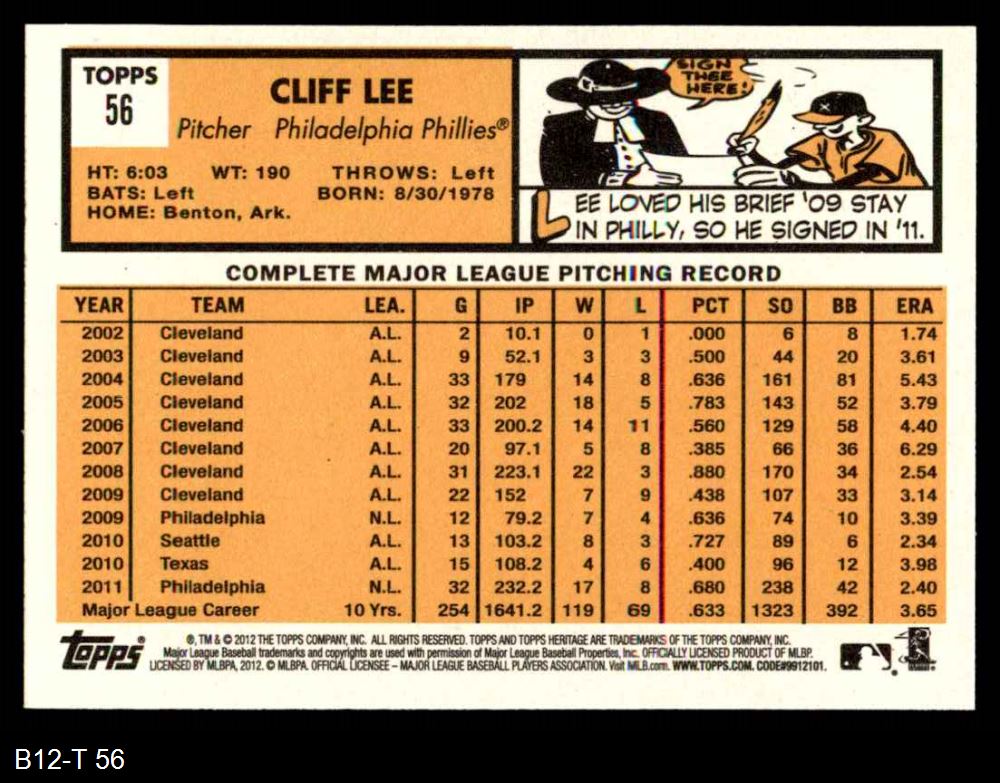 TOPPS
56
CLIFF LEE
Pitcher Philadelphia Phillies®
HT: 6:03 WT: 190 THROWS: Left
BATS: Left BORN: 8/30/1978
HOME: Benton, Ark.
SIGN
THEE
HERE!
LEE LOVED HIS BRIEF '09 STAY
IN PHILLY, SO HE SIGNED IN '11.
COMPLETE MAJOR LEAGUE PITCHING RECORD
YEAR TEAM LEA. G IP W L PCT SO BB ERA
2002 Cleveland A.L. 2 10.1 0 1 .000 6 8 1.74
2003 Cleveland A.L. 9 52.1 3 3 .500 44 20 3.61
2004 Cleveland A.L. 33 179 14 8 .636 161 81 5.43
2005 Cleveland A.L. 32 202 18 5 .783 143 52 3.79
2006 Cleveland A.L. 33 200.2 14 11 .560 129 58 4.40
2007 Cleveland A.L. 20 97.1 5 8 .385 66 36 6.29
2008 Cleveland A.L. 31 223.1 22 3 .880 170 34 2.54
2009 Cleveland A.L. 22 152 7 9 .438 107 33 3.14
2009 Philadelphia N.L. 12 79.2 7 4 .636 74 10 3.39
2010 Seattle A.L. 13 103.2 8 3 .727 89 6 2.34
2010 Texas A.L. 15 108.2 4 6 .400 96 12 3.98
2011 Philadelphia N.L. 32 232.2 17 8 .680 238 42 2.40
Major League Career 10 Yrs. 254 1641.2 119 69 .633 1323 392 3.65
Topps®
®, TM & © 2012 THE TOPPS COMPANY, INC. ALL RIGHTS RESERVED. TOPPS AND TOPPS HERITAGE ARE TRADEMARKS OF THE TOPPS COMPANY, INC.
Major League Baseball trademarks and copyrights are used with permission of Major League Baseball Properties, Inc. OFFICIALLY LICENSED PRODUCT OF MLBP.
LICENSED BY MLBPA, 2012. © MLBPA. OFFICIAL LICENSEE – MAJOR LEAGUE BASEBALL PLAYERS ASSOCIATION. Visit MLB.com. WWW.TOPPS.COM. CODE#9912101.
B12-T 56